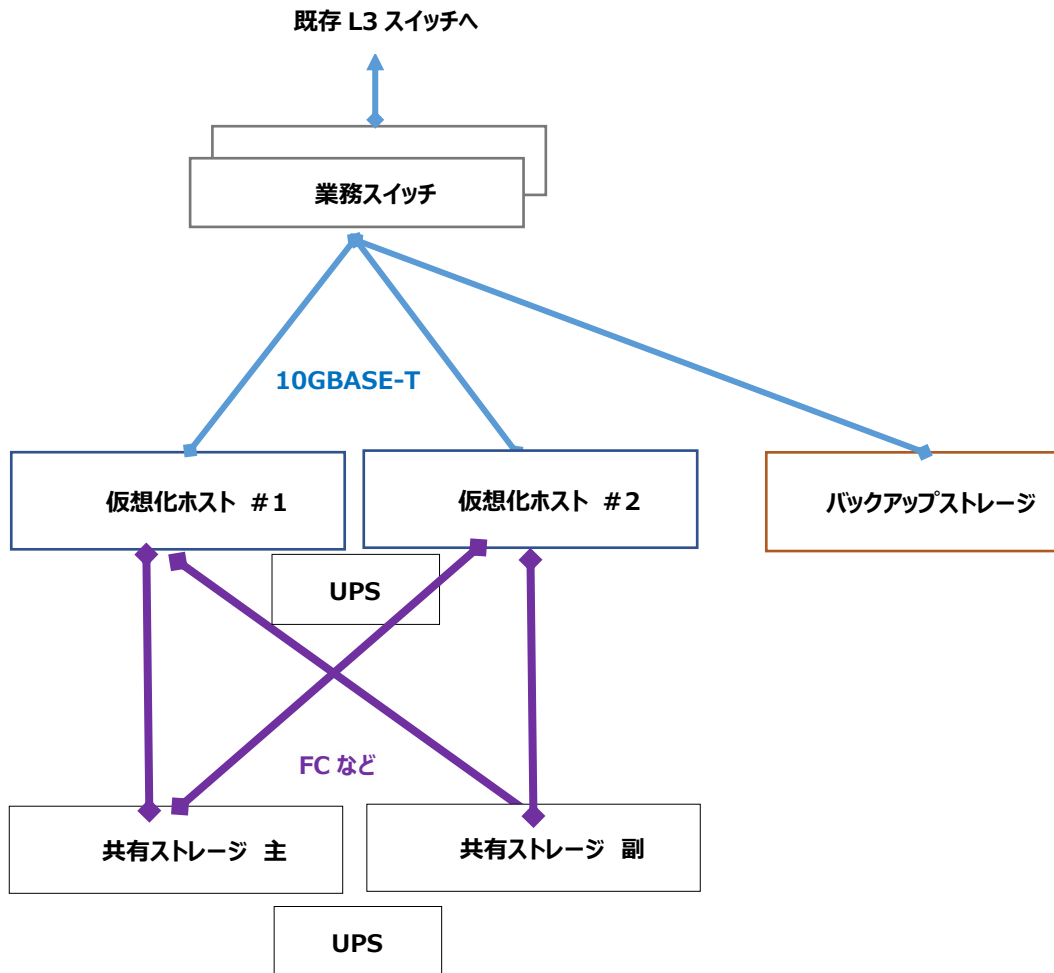 既存 L3 スイッチへ
業務スイッチ
10GBASE-T
仮想化ホスト #1
仮想化ホスト #2
バックアップストレージ
UPS
FC など
共有ストレージ 主
共有ストレージ 副
UPS